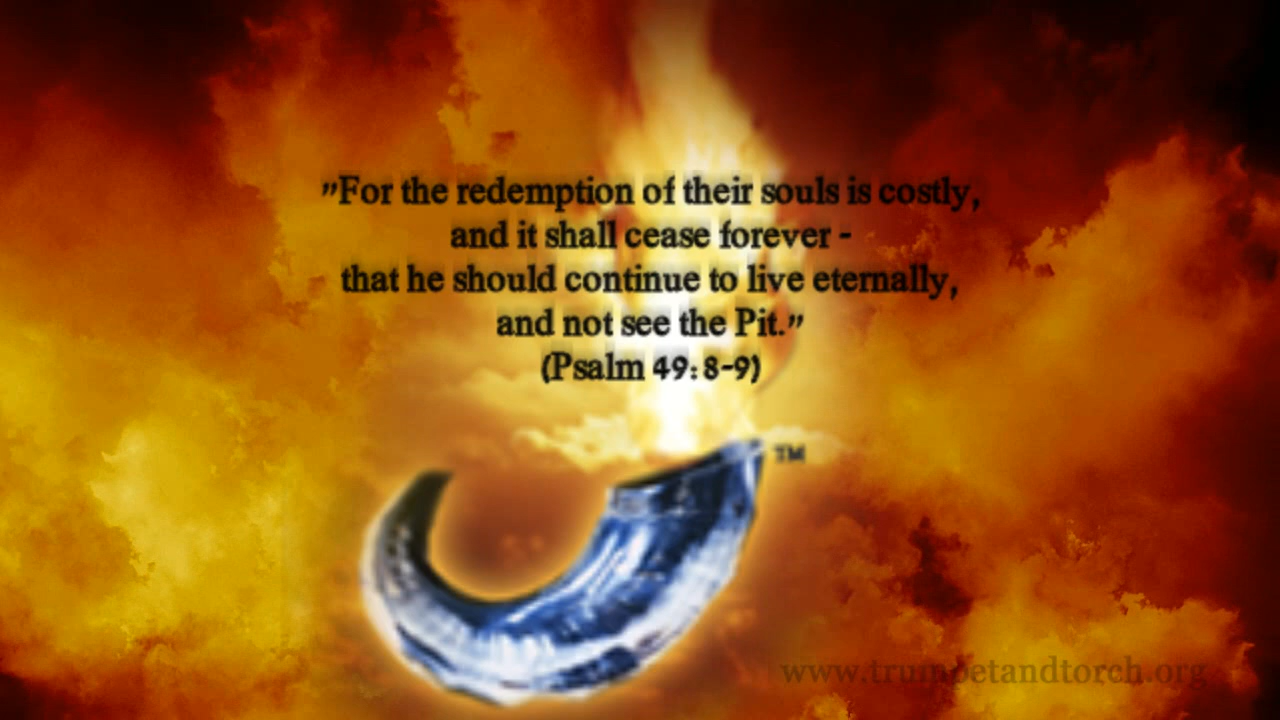 "For the redemption of their souls is costly,
and it shall cease forever -
that he should continue to live eternally,
and not see the Pit."
(Psalm 49:8-9)
TM
www.trumpetandtorch.org